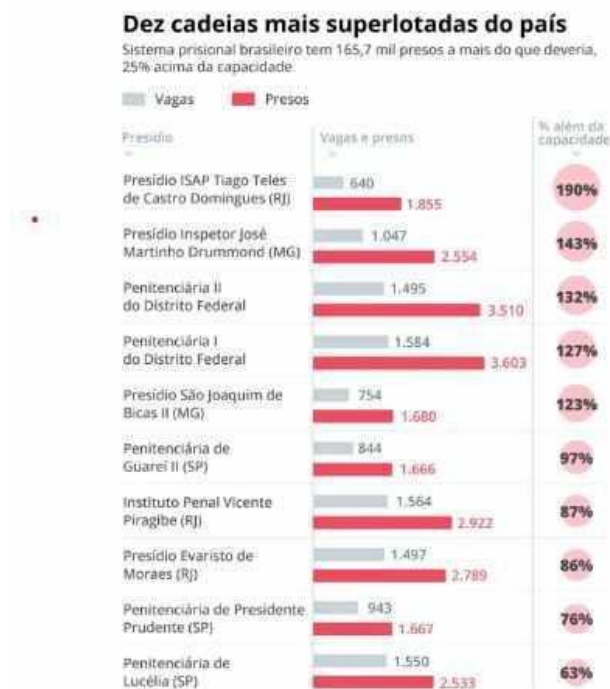 Dez cadeias mais superlotadas do país
Sistema prisional brasileiro tem 165,7 mil presos a mais do que deveria,
25% acima da capacidade
Vagas Presos
Presídio Vagas e presos % além da
capacidade
Presídio ISAP Tiago Teles
de Castro Domingues (RJ)
640
1.855
190%
Presídio Inspetor José
Martinho Drummond (MG)
1.047
2.554
143%
Penitenciária II
do Distrito Federal
1.495
3.510
132%
Penitenciária I
do Distrito Federal
1.584
3.603
127%
Presídio São Joaquim de
Bicas II (MG)
754
1.680
123%
Penitenciária de
Guareí II (SP)
844
1.666
97%
Instituto Penal Vicente
Piragibe (RJ)
1.564
2.922
87%
Presídio Evaristo de
Moraes (RJ)
1.497
2.789
86%
Penitenciária de Presidente
Prudente (SP)
943
1.667
76%
Penitenciária de
Lucélia (SP)
1.550
2.533
63%